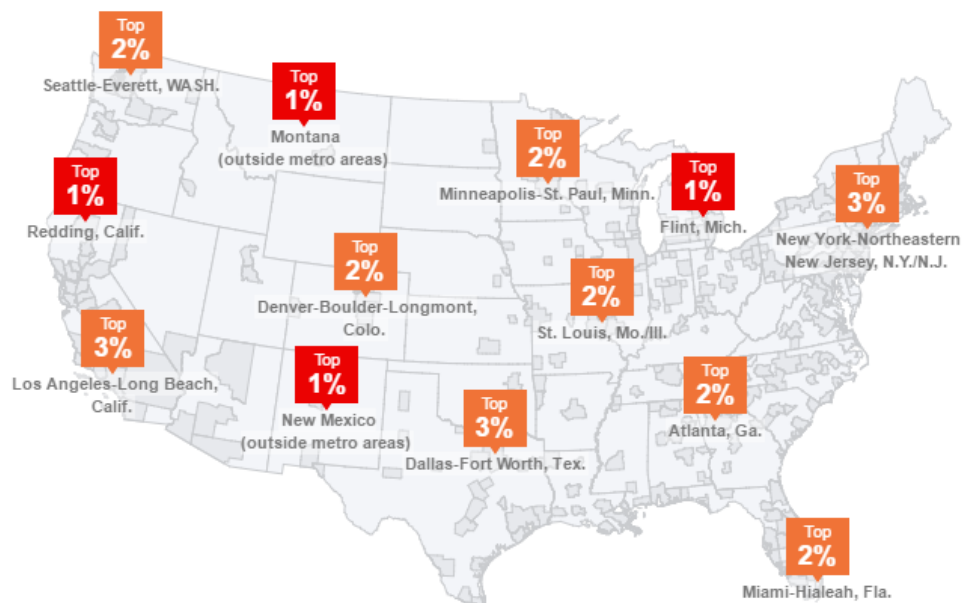 Top
2%
Seattle-Everett, WASH.
Top
1%
Montana
(outside metro areas)
Top
2%
Minneapolis-St. Paul, Minn.
Top
1%
Redding, Calif.
Top
1%
Flint, Mich.
Top
3%
New York-Northeastern
New Jersey, N.Y./N.J.
Top
2%
Denver-Boulder-Longmont,
Colo.
Top
2%
St. Louis, Mo./Ill.
Top
3%
Los Angeles-Long Beach,
Calif.
Top
1%
New Mexico
(outside metro areas)
Top
3%
Dallas-Fort Worth, Tex.
Top
2%
Atlanta, Ga.
Top
2%
Miami-Hialeah, Fla.